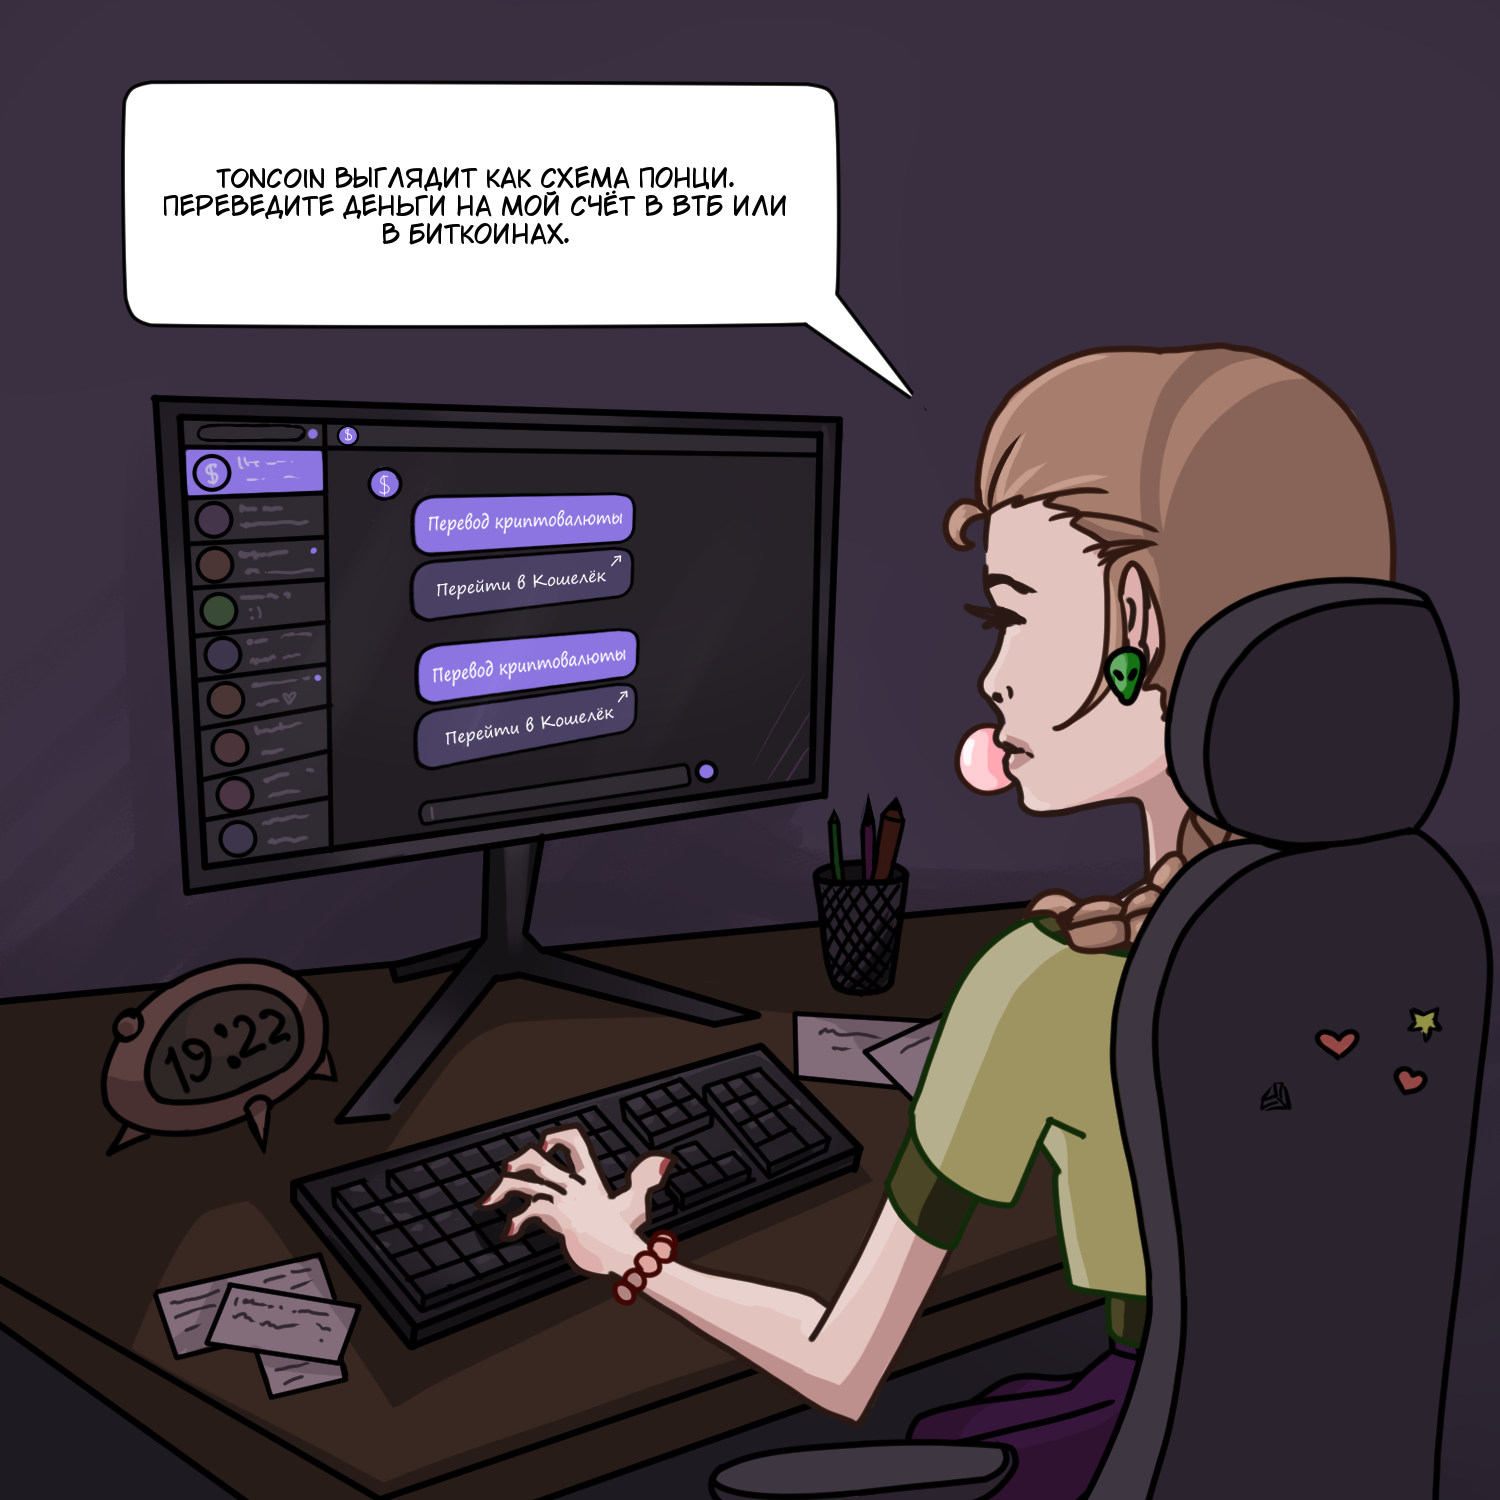 TONCOIN ВЫГЛЯДИТ КАК СХЕМА ПОНЦИ.
ПЕРЕВЕДИТЕ ДЕНЬГИ НА МОЙ СЧЁТ В ВТБ ИЛИ
В БИТКОИНАХ.
$
$
$
Перевод криптовалюты
Перейти в Кошелёк
:)
Перевод криптовалюты
Перейти в Кошелёк
19:22